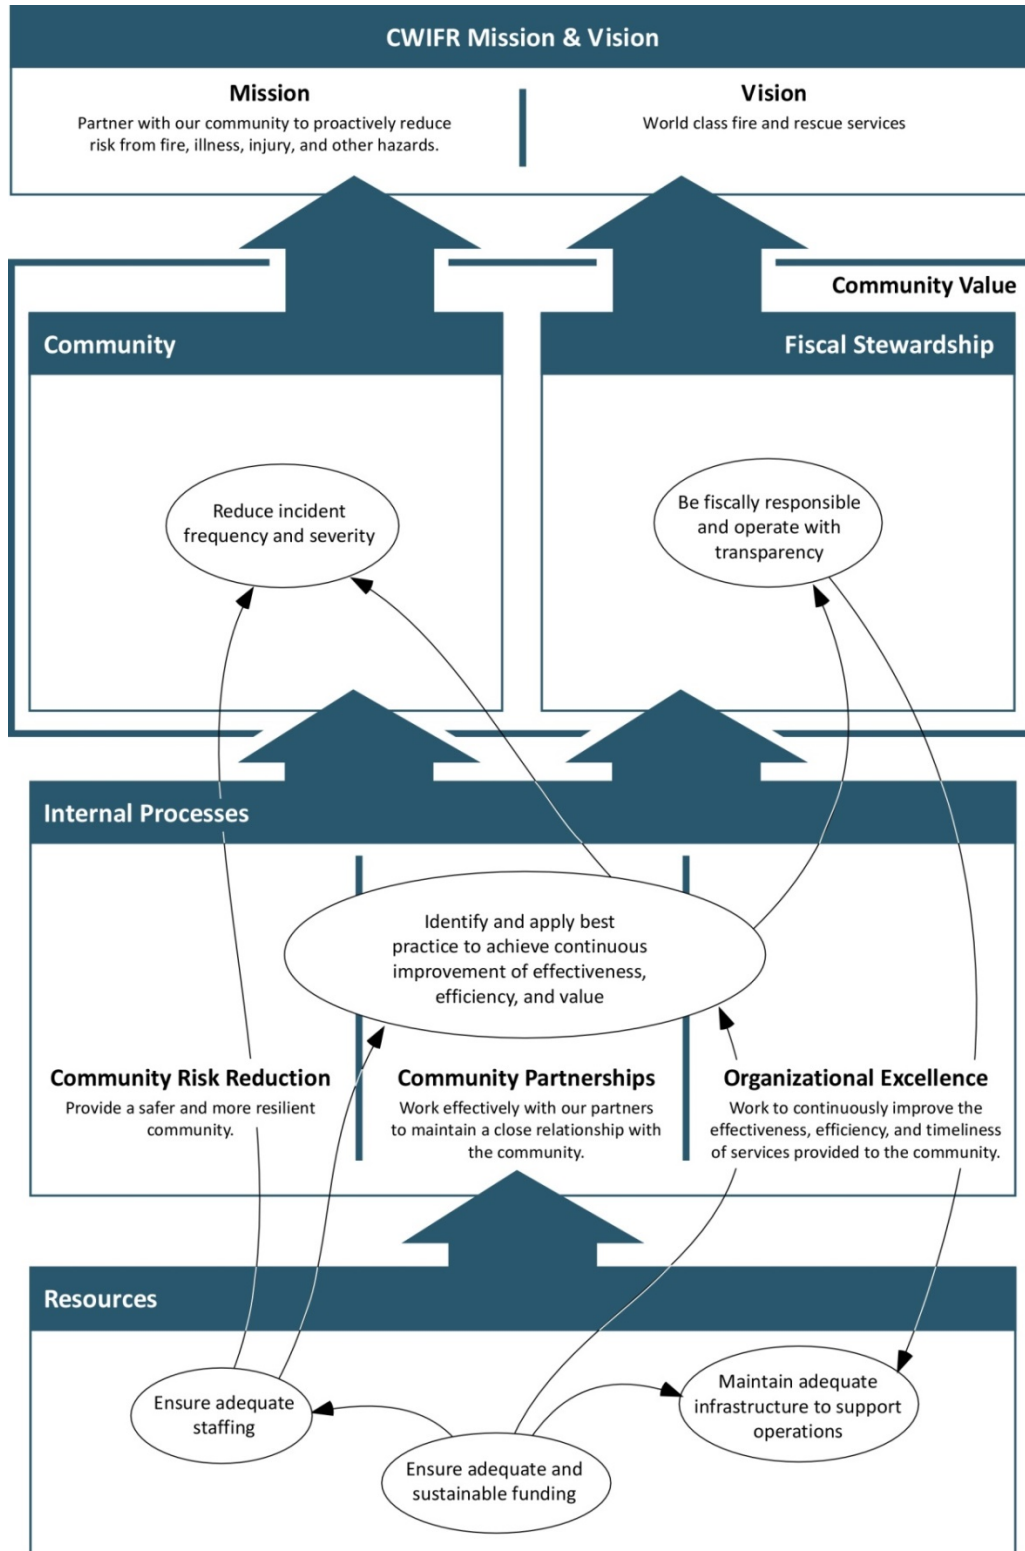 CWIFR Mission & Vision
Mission
Partner with our community to proactively reduce
risk from fire, illness, injury, and other hazards.
Vision
World class fire and rescue services
Community Value
Community
Fiscal Stewardship
Reduce incident
frequency and severity
Be fiscally responsible
and operate with
transparency
Internal Processes
Identify and apply best
practice to achieve continuous
improvement of effectiveness,
efficiency, and value
Community Risk Reduction
Provide a safer and more resilient
community.
Community Partnerships
Work effectively with our partners
to maintain a close relationship with
the community.
Organizational Excellence
Work to continuously improve the
effectiveness, efficiency, and timeliness
of services provided to the community.
Resources
Ensure adequate
staffing
Ensure adequate and
sustainable funding
Maintain adequate
infrastructure to support
operations